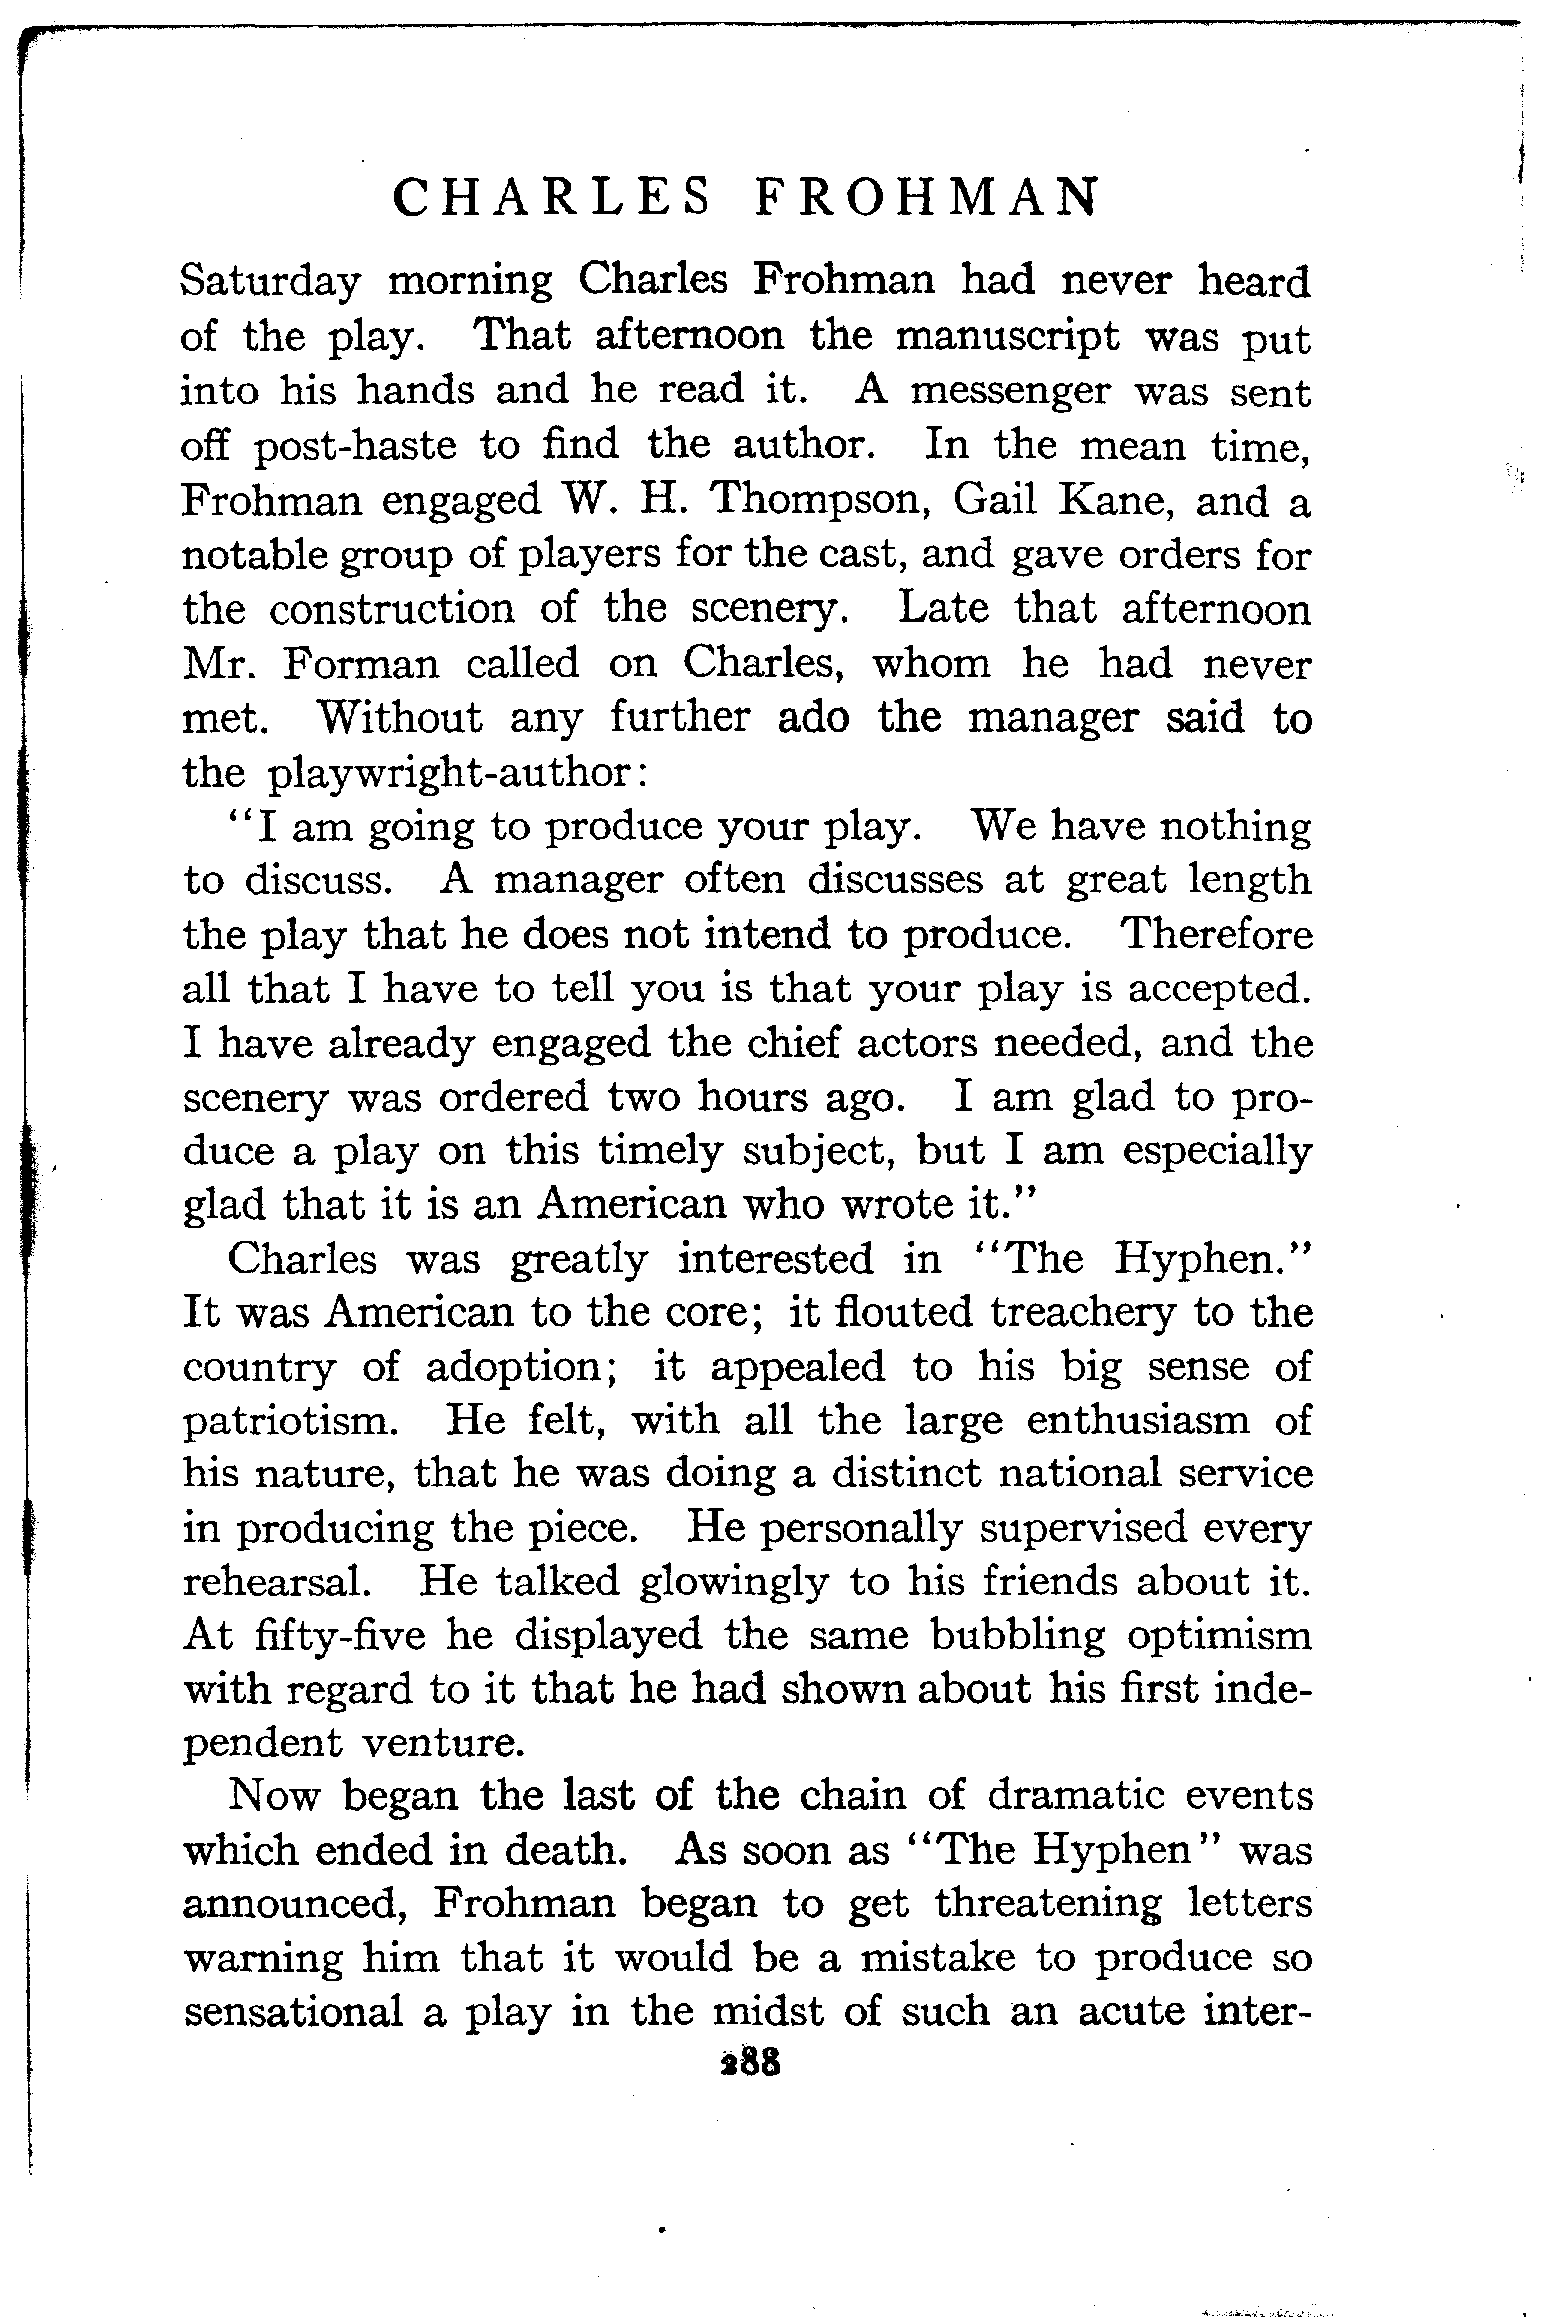 CHARLES FROHMAN
Saturday morning Charles Frohman had never heard
of the play. That afternoon the manuscript was put
into his hands and he read it. A messenger was sent
off post-haste to find the author. In the mean time,
Frohman engaged W. H. Thompson, Gail Kane, and a
notable group of players for the cast, and gave orders for
the construction of the scenery. Late that afternoon
Mr. Forman called on Charles, whom he had never
met. Without any further ado the manager said to
the playwright-author:
"I am going to produce your play. We have nothing
to discuss. A manager often discusses at great length
the play that he does not intend to produce. Therefore
all that I have to tell you is that your play is accepted.
I have already engaged the chief actors needed, and the
scenery was ordered two hours ago. I am glad to pro-
duce a play on this timely subject, but I am especially
glad that it is an American who wrote it."
Charles was greatly interested in "The Hyphen."
It was American to the core; it flouted treachery to the
country of adoption; it appealed to his big sense of
patriotism. He felt, with all the large enthusiasm of
his nature, that he was doing a distinct national service
in producing the piece. He personally supervised every
rehearsal. He talked glowingly to his friends about it.
At fifty-five he displayed the same bubbling optimism
with regard to it that he had shown about his first inde-
pendent venture.
Now began the last of the chain of dramatic events
which ended in death. As soon as "The Hyphen" was
announced, Frohman began to get threatening letters
warning him that it would be a mistake to produce so
sensational a play in the midst of such an acute inter-
288